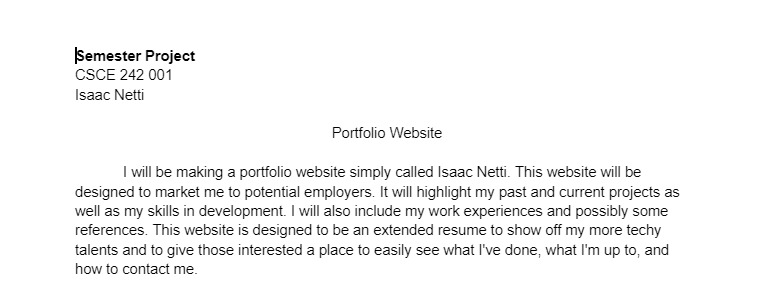 Semester Project
CSCE 242 001
Isaac Netti
Portfolio Website
I will be making a portfolio website simply called Isaac Netti. This website will be
designed to market me to potential employers. It will highlight my past and current projects as
well as my skills in development. I will also include my work experiences and possibly some
references. This website is designed to be an extended resume to show off my more techy
talents and to give those interested a place to easily see what I've done, what I'm up to, and
how to contact me.